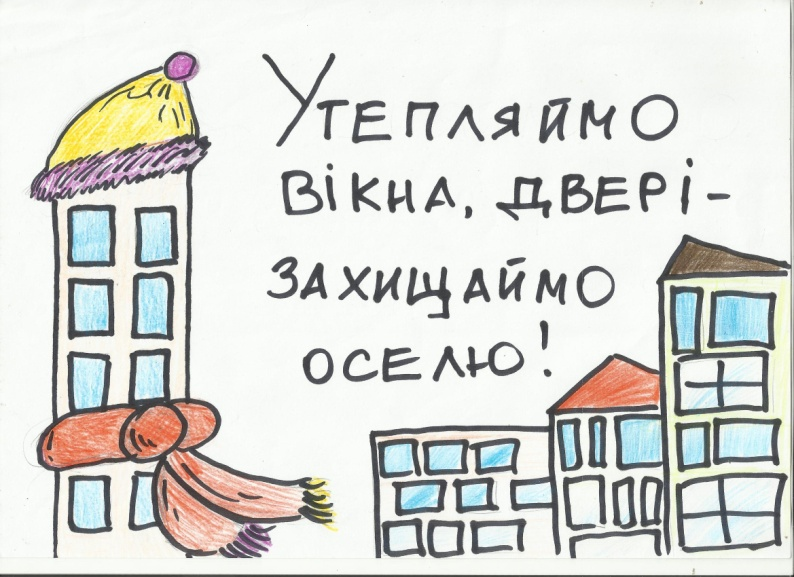 Утепляймо
вікна, двері-
захищаймо
оселю!